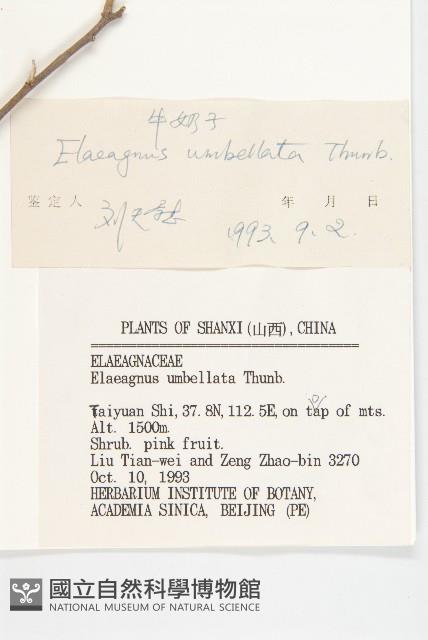 牛奶子
Elaeagnus umbellata Thunb.
鉴定人 年 月 日
1993. 9. 2.
PLANTS OF SHANXI (山西), CHINA
ELAEAGNACEAE
Elaeagnus umbellata Thunb.
Taiyuan Shi, 37.8N, 112.5E, on tap of mts.
Alt. 1500m.
Shrub. pink fruit.
Liu Tian-wei and Zeng Zhao-bin 3270
Oct. 10, 1993
HERBARIUM INSTITUTE OF BOTANY,
ACADEMIA SINICA, BEIJING (PE)
國立自然科學博物館
NATIONAL MUSEUM OF NATURAL SCIENCE